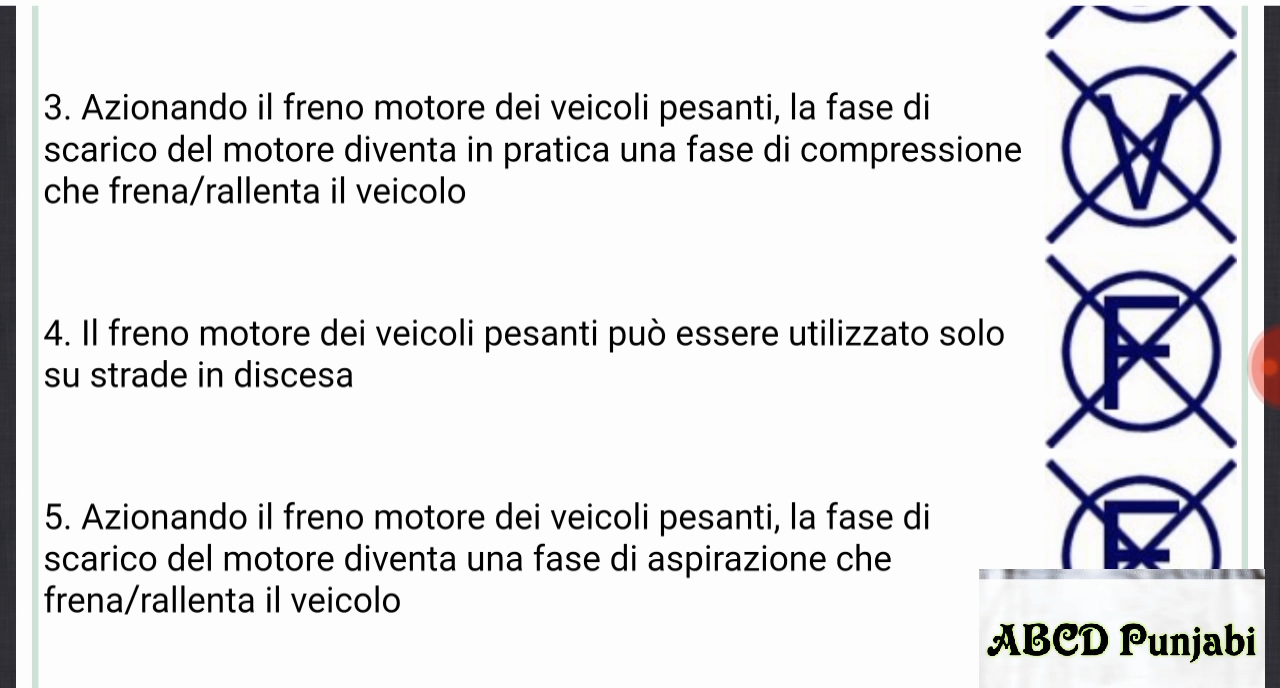 3. Azionando il freno motore dei veicoli pesanti, la fase di
scarico del motore diventa in pratica una fase di compressione
che frena/rallenta il veicolo
V
4. Il freno motore dei veicoli pesanti può essere utilizzato solo
su strade in discesa
F
5. Azionando il freno motore dei veicoli pesanti, la fase di
scarico del motore diventa una fase di aspirazione che
frena/rallenta il veicolo
F
ABCD Punjabi